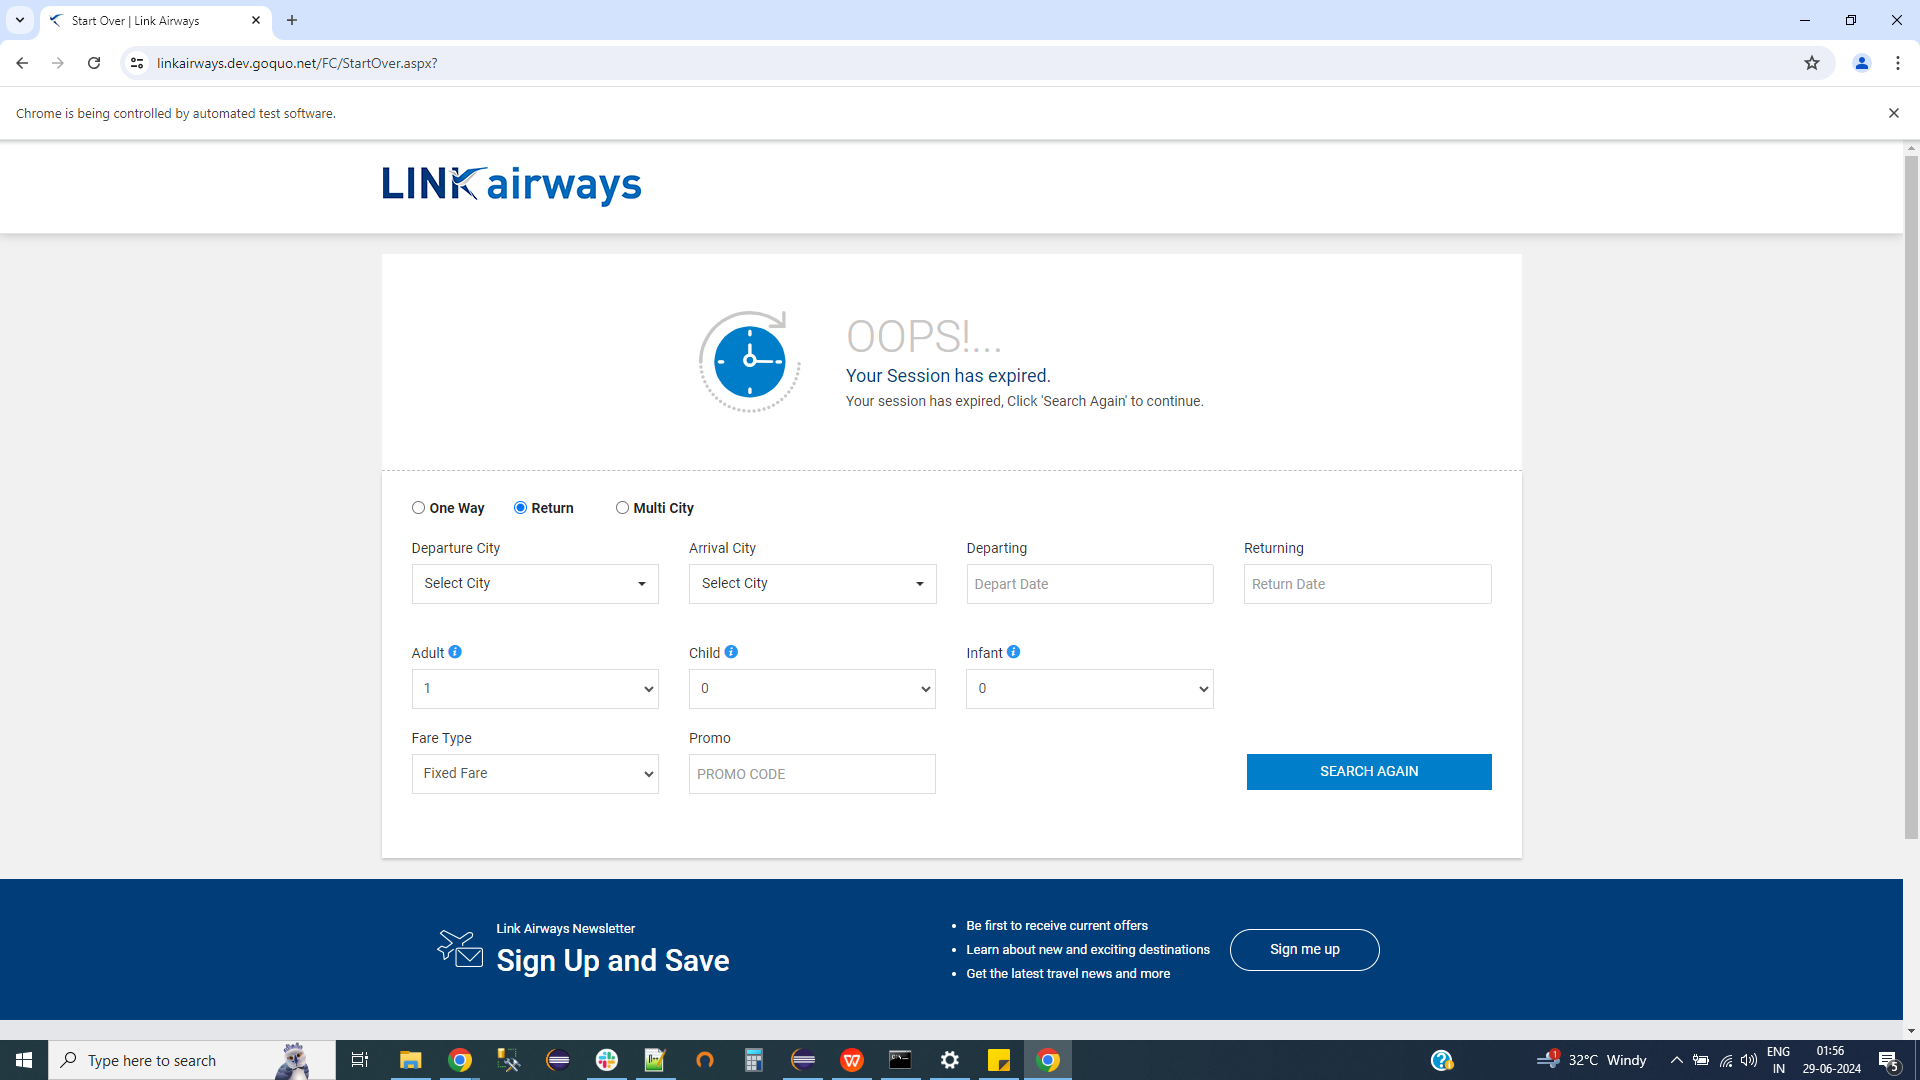 Start Over | Link Airways
linkairways.dev.goquo.net/FC/StartOver.aspx?
Chrome is being controlled by automated test software.
LINK airways
OOPS!...
Your Session has expired.
Your session has expired, Click 'Search Again' to continue.
One Way Return Multi City
Departure City Arrival City Departing Returning
Select City Select City Depart Date Return Date
Adult Child Infant
1 0 0
Fare Type Promo
Fixed Fare PROMO CODE SEARCH AGAIN
Link Airways Newsletter
Sign Up and Save
• Be first to receive current offers
• Learn about new and exciting destinations
• Get the latest travel news and more
Sign me up
Type here to search
32°C Windy
ENG
IN
01:56
29-06-2024
1
5